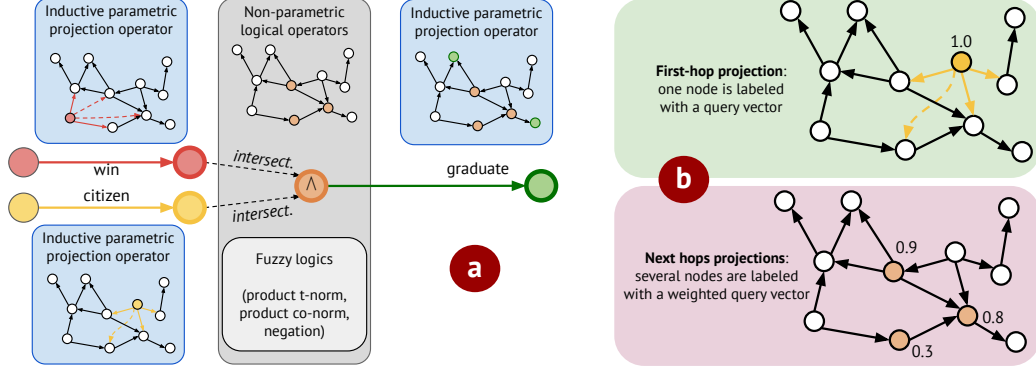 Inductive parametric
projection operator
Non-parametric
logical operators
Inductive parametric
projection operator
win
citizen
intersect.
intersect.
∧
graduate
Inductive parametric
projection operator
Fuzzy logics
(product t-norm,
product co-norm,
negation)
a
First-hop projection:
one node is labeled
with a query vector
1.0
b
Next hops projections:
several nodes are labeled
with a weighted query vector
0.9
0.8
0.3